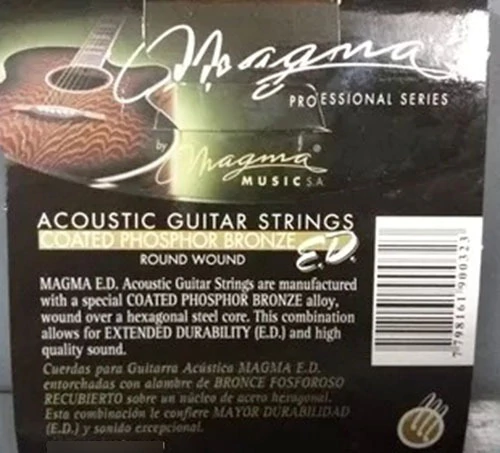 Magma
PROFESSIONAL SERIES
by
Magma®
MUSIC S.A
ACOUSTIC GUITAR STRINGS
COATED PHOSPHOR BRONZE
E.D.
ROUND WOUND
MAGMA E.D. Acoustic Guitar Strings are manufactured
with a special COATED PHOSPHOR BRONZE alloy,
wound over a hexagonal steel core. This combination
allows for EXTENDED DURABILITY (E.D.) and high
quality sound.
Cuerdas para Guitarra Acústica MAGMA E.D.
entorchadas con alambre de BRONCE FOSFOROSO
RECUBIERTO sobre un núcleo de acero hexagonal.
Esta combinación le confiere MAYOR DURABILIDAD
(E.D.) y sonido excepcional.
7 798161 900323